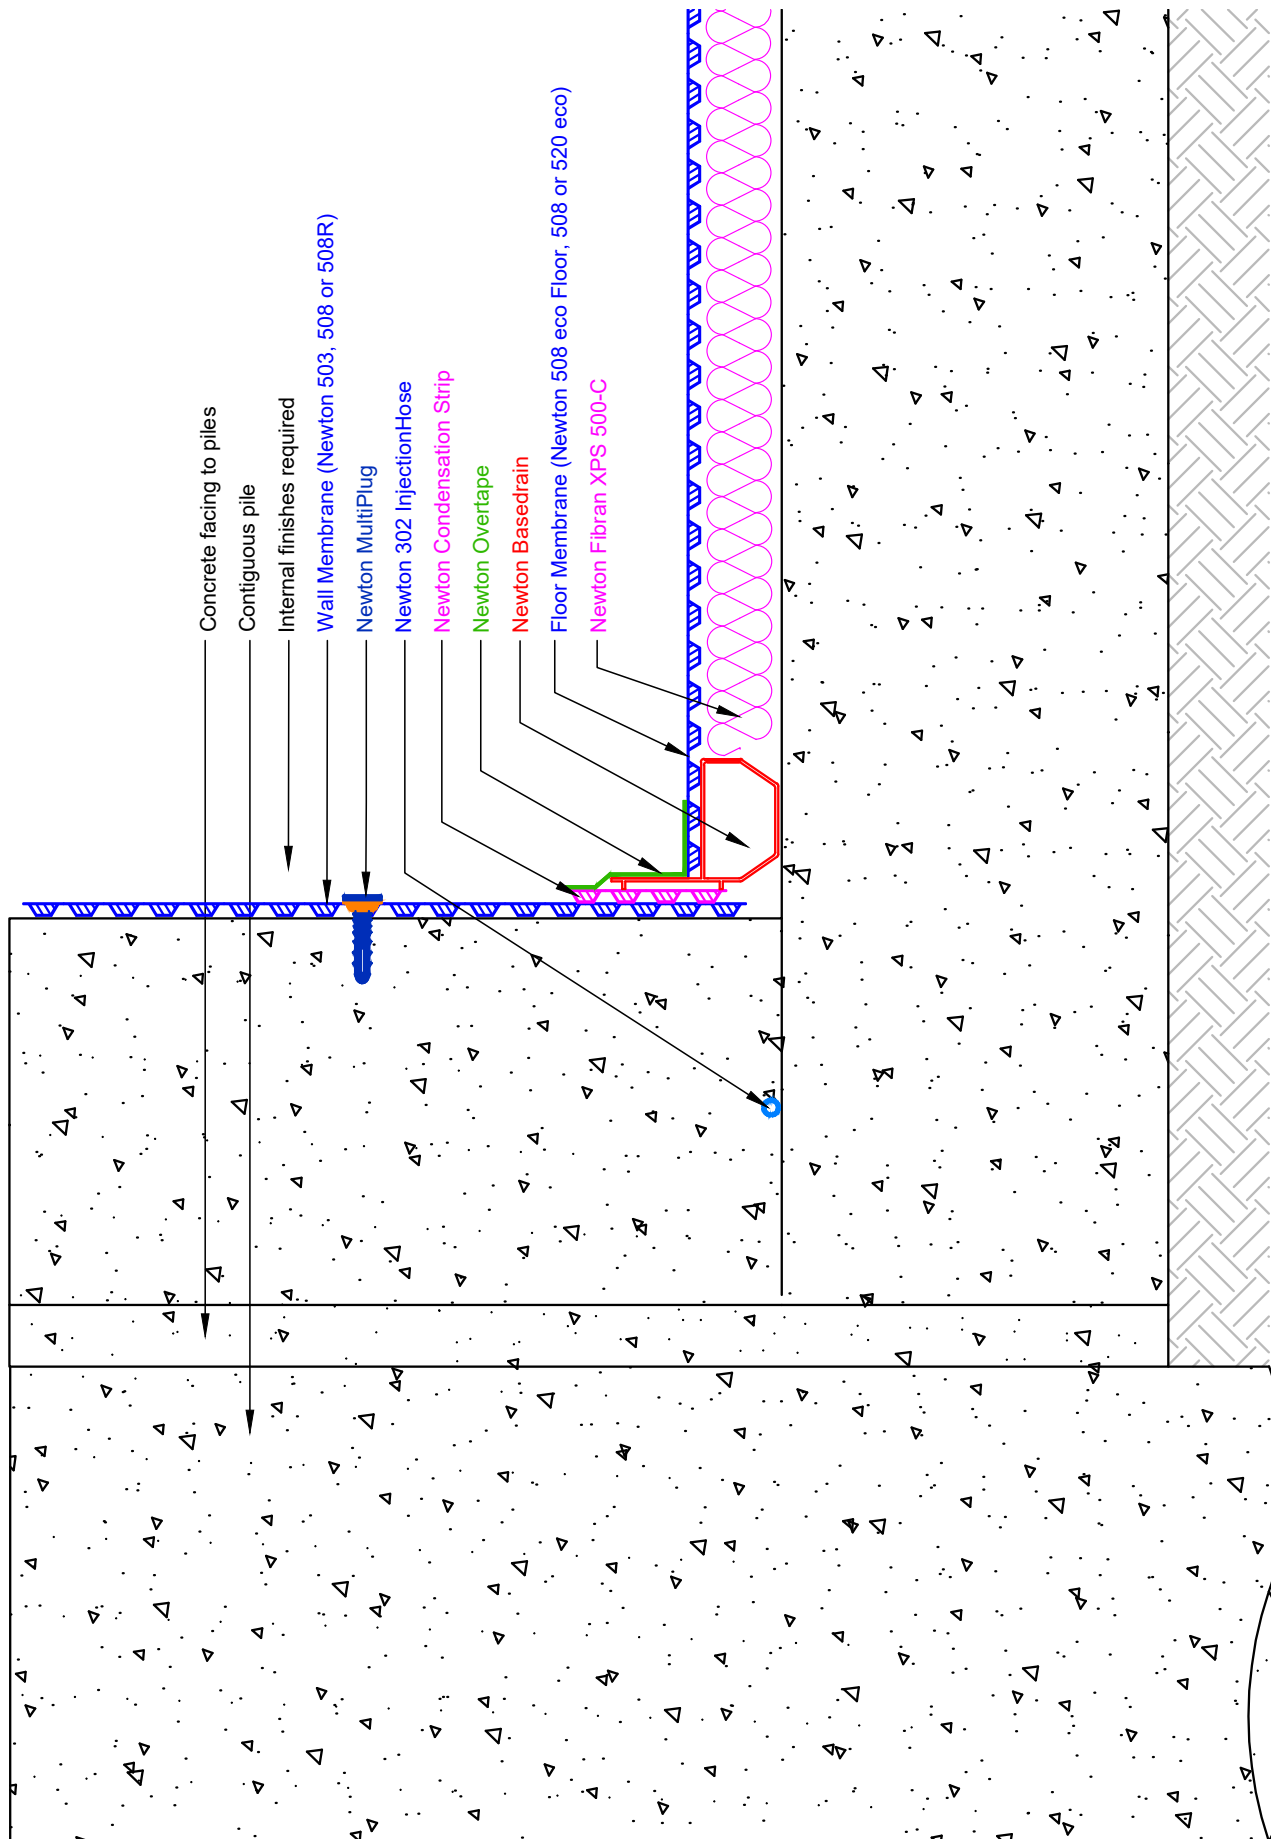 Concrete facing to piles
Contiguous pile
Internal finishes required
Wall Membrane (Newton 503, 508 or 508R)
Newton MultiPlug
Newton 302 InjectionHose
Newton Condensation Strip
Newton Overtape
Newton Basedrain
Floor Membrane (Newton 508 eco Floor, 508 or 520 eco)
Newton Fibran XPS 500-C